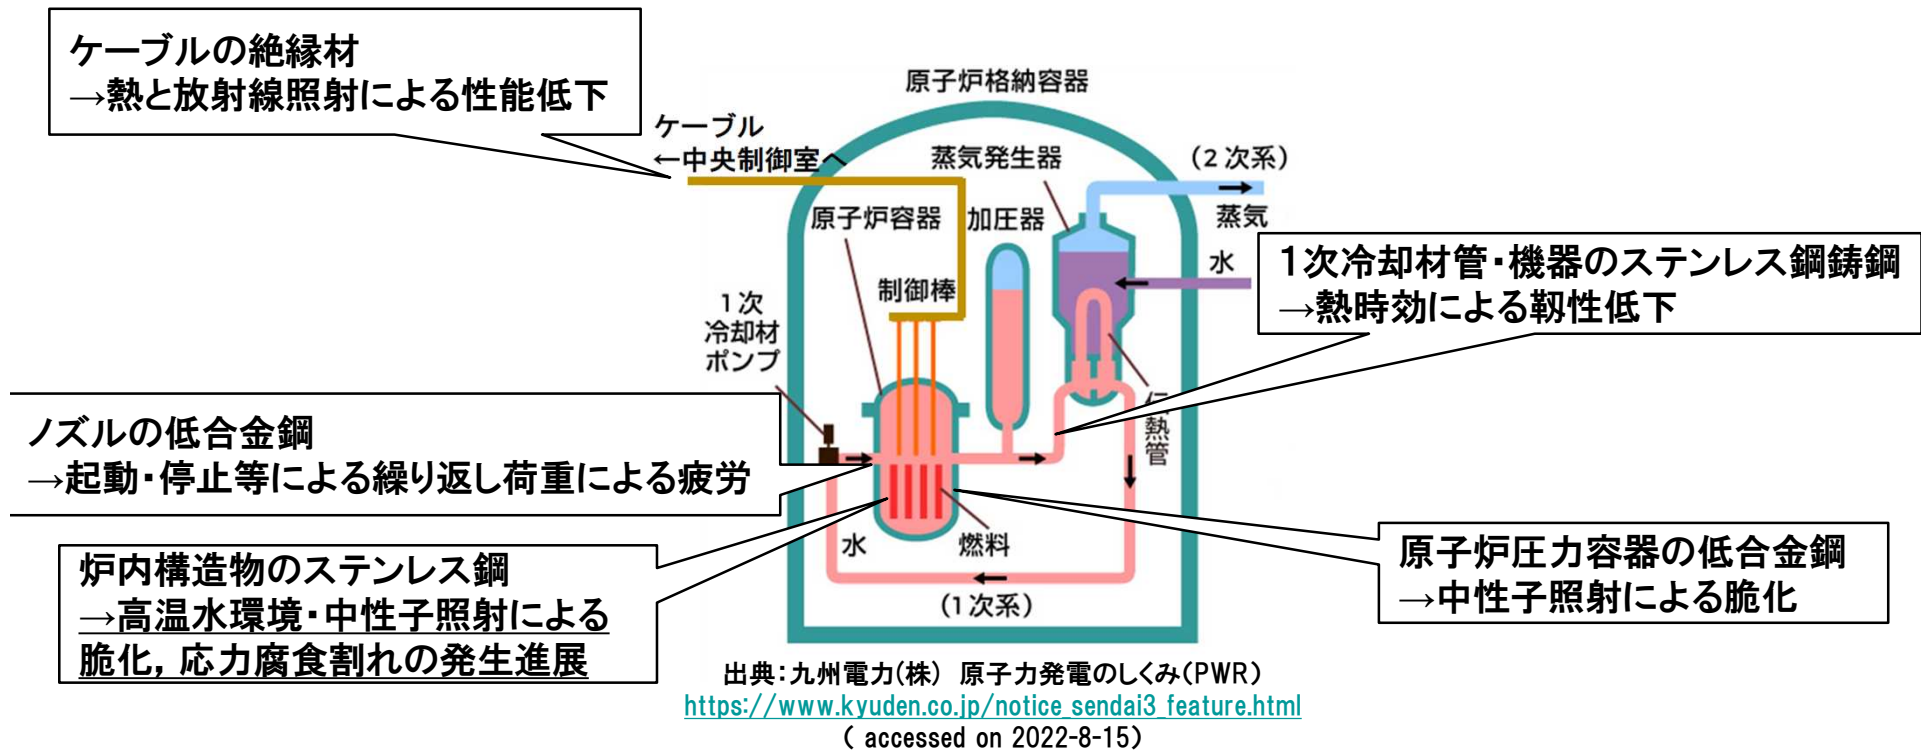 ケーブルの絶縁材
→熱と放射線照射による性能低下
原子炉格納容器
ケーブル
←中央制御室へ
蒸気発生器
(2次系)
蒸気
原子炉容器
加圧器
水
1次冷却材管・機器のステンレス鋼鋳鋼
→熱時効による靱性低下
制御棒
1次
冷却材
ポンプ
伝熱管
ノズルの低合金鋼
→起動・停止等による繰り返し荷重による疲労
水
燃料
炉内構造物のステンレス鋼
→高温水環境・中性子照射による
脆化, 応力腐食割れの発生進展
原子炉圧力容器の低合金鋼
→中性子照射による脆化
(1次系)
出典:九州電力(株) 原子力発電のしくみ(PWR)
https://www.kyuden.co.jp/notice_sendai3_feature.html
( accessed on 2022-8-15)